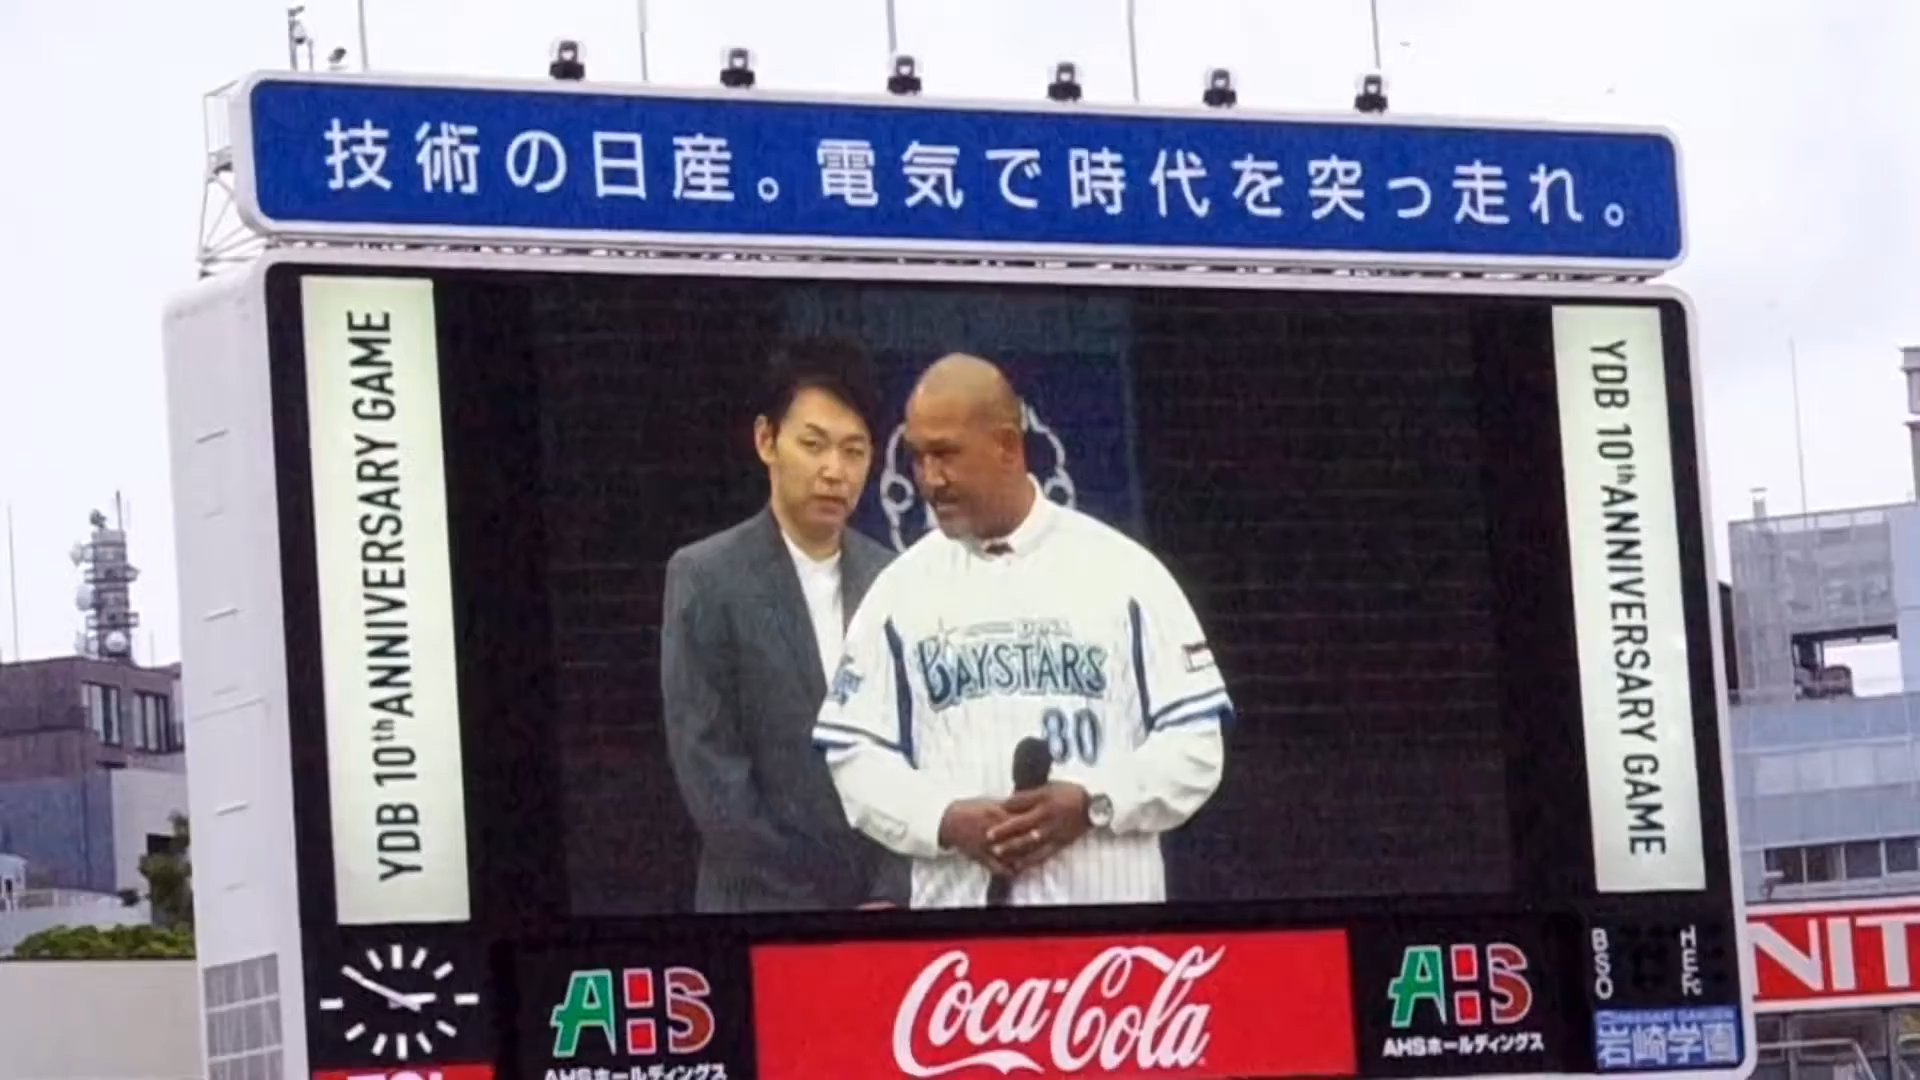 技術の日産。電気で時代を突っ走れ。
YDB 10th ANNIVERSARY GAME
YDB 10th ANNIVERSARY GAME
BAYSTARS
80
AHS
AHSホールディングス
Coca-Cola
AHS
AHSホールディングス
B
S
O
H
E
岩崎学園
NIT